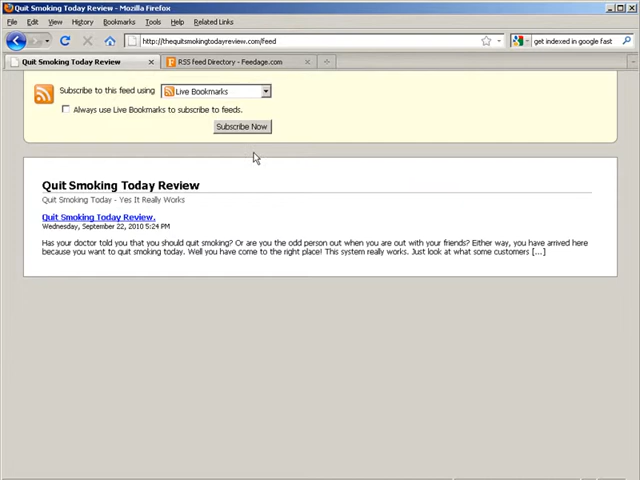 Quit Smoking Today Review - Mozilla Firefox
File Edit View History Bookmarks Tools Help Related Links
http://thequitsmokingtodayreview.com/feed
get indexed in google fast
Quit Smoking Today Review
RSS feed Directory - Feedage.com
Subscribe to this feed using
Live Bookmarks
Always use Live Bookmarks to subscribe to feeds.
Subscribe Now
Quit Smoking Today Review
Quit Smoking Today - Yes It Really Works
Quit Smoking Today Review.
Wednesday, September 22, 2010 5:24 PM
Has your doctor told you that you should quit smoking? Or are you the odd person out when you are out with your friends? Either way, you have arrived here
because you want to quit smoking today. Well you have come to the right place! This system really works. Just look at what some customers [...]